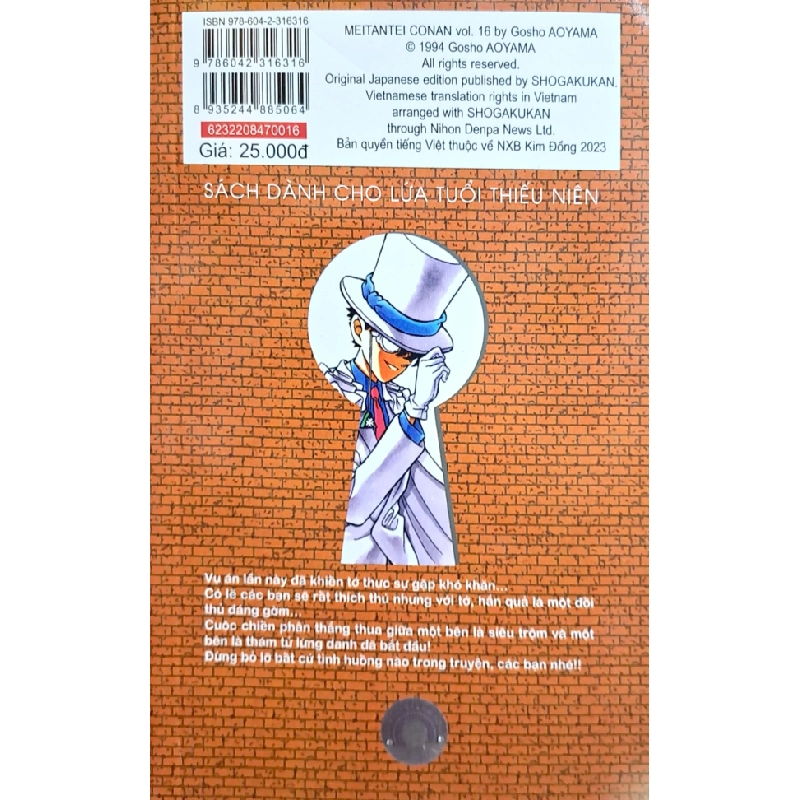 ISBN 978-604-2-316316
9 786042 316316
8 935244 885064
6232208470016
Giá: 25.000đ
MEITANTEI CONAN vol. 16 by Gosho AOYAMA
© 1994 Gosho AOYAMA
All rights reserved.
Original Japanese edition published by SHOGAKUKAN.
Vietnamese translation rights in Vietnam
arranged with SHOGAKUKAN
through Nihon Denpa News Ltd.
Bản quyền tiếng Việt thuộc về NXB Kim Đồng 2023
SÁCH DÀNH CHO LỨA TUỔI THIẾU NIÊN
Vụ án lần này đã khiến tớ thực sự gặp khó khăn...
Có lẽ các bạn sẽ rất thích thú nhưng với tớ, hắn quả là một đối
thủ đáng gờm...
Cuộc chiến phân thắng thua giữa một bên là siêu trộm và một
bên là thám tử lừng danh đã bắt đầu!
Đừng bỏ lỡ bất cứ tình huống nào trong truyện, các bạn nhé!!